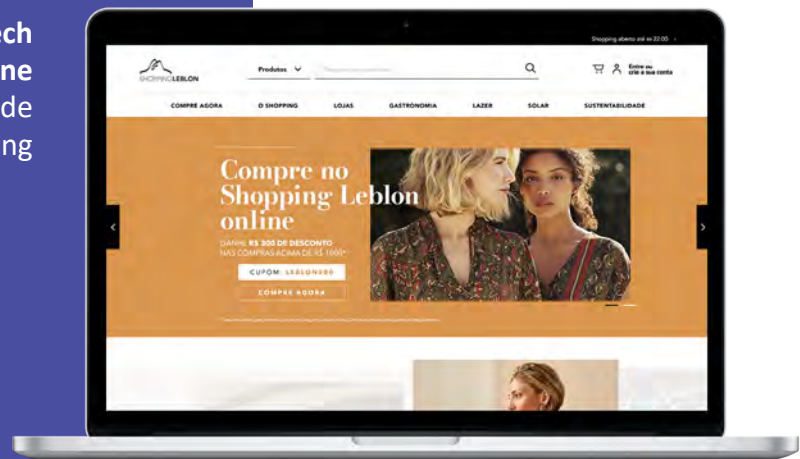 ech
ne
de
ng
Shopping aberto até às 22:00
SHOPPINGLEBLON
Produtos
Entre ou
crie a sua conta
COMPRE AGORA O SHOPPING LOJAS GASTRONOMIA LAZER SOLAR SUSTENTABILIDADE
Compre no
Shopping Leblon
online
GANHE R$ 300 DE DESCONTO
NAS COMPRAS ACIMA DE R$ 1000*
CUPOM: LEBLON300
COMPRE AGORA